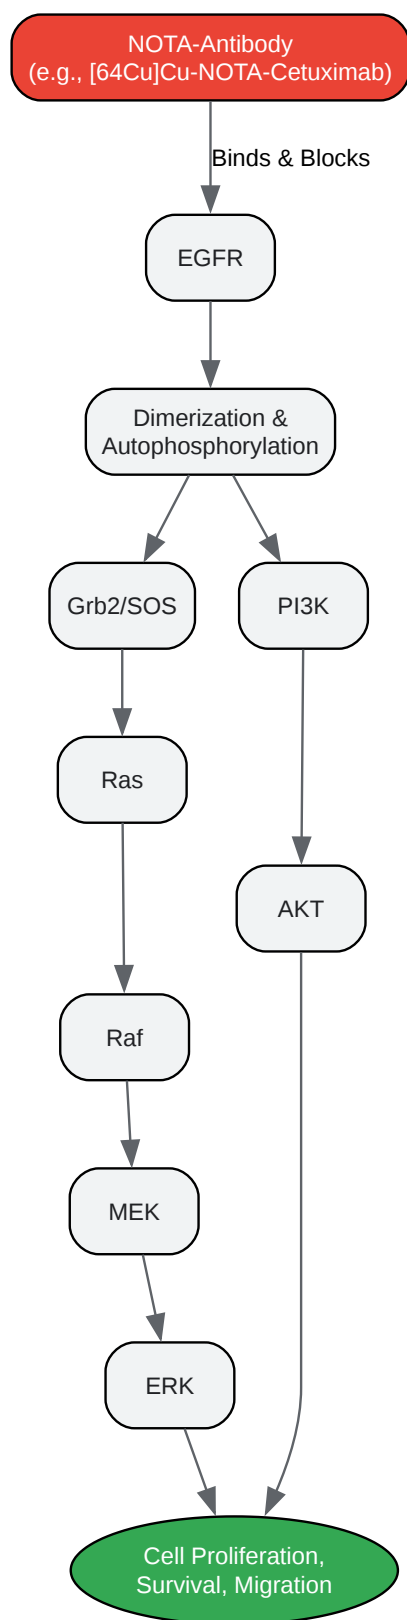 NOTA-Antibody
(e.g., [64Cu]Cu-NOTA-Cetuximab)
Binds & Blocks
EGFR
Dimerization &
Autophosphorylation
Grb2/SOS
PI3K
Ras
AKT
Raf
MEK
ERK
Cell Proliferation,
Survival, Migration